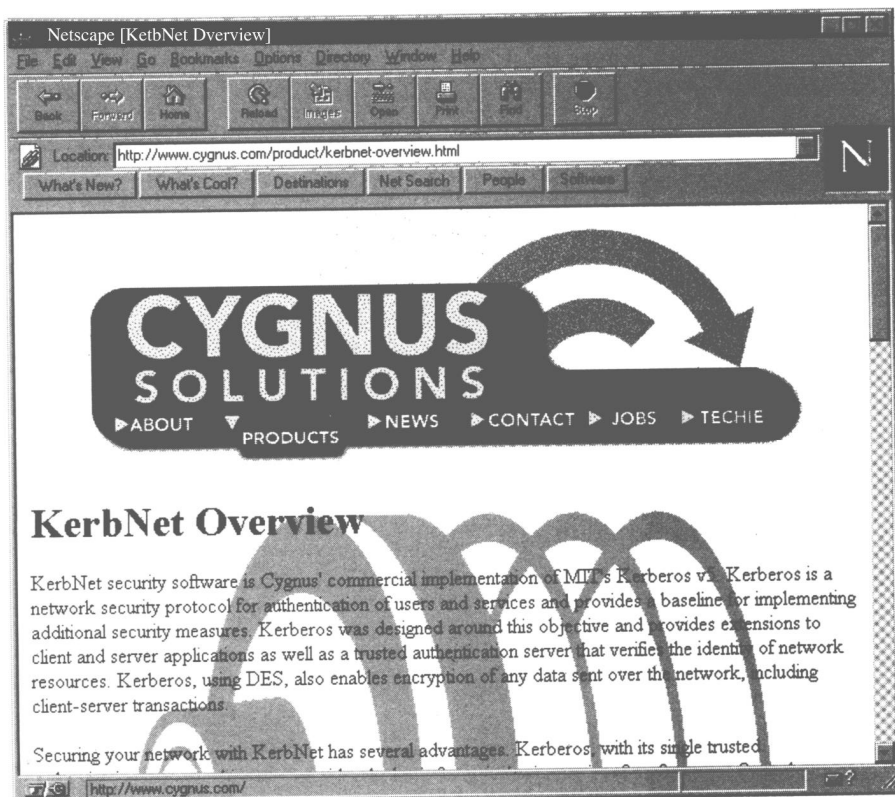 Netscape [KetbNet Dverview]
File Edit View Go Bookmarks Options Directory Window Help
Back Forward Home Reload Images Open Print Find Stop
Location: http://www.cygnus.com/product/kerbnet-overview.html
What's New? What's Cool? Destinations Net Search People Software
N
CYGNUS
SOLUTIONS
ABOUT PRODUCTS NEWS CONTACT JOBS TECHIE
KerbNet Overview
KerbNet security software is Cygnus' commercial implementation of MIT's Kerberos v5. Kerberos is a
network security protocol for authentication of users and services and provides a baseline for implementing
additional security measures. Kerberos was designed around this objective and provides extensions to
client and server applications as well as a trusted authentication server that verifies the identity of network
resources. Kerberos, using DES, also enables encryption of any data sent over the network, including
client-server transactions.
Securing your network with KerbNet has several advantages. Kerberos, with its single trusted
http://www.cygnus.com/
?